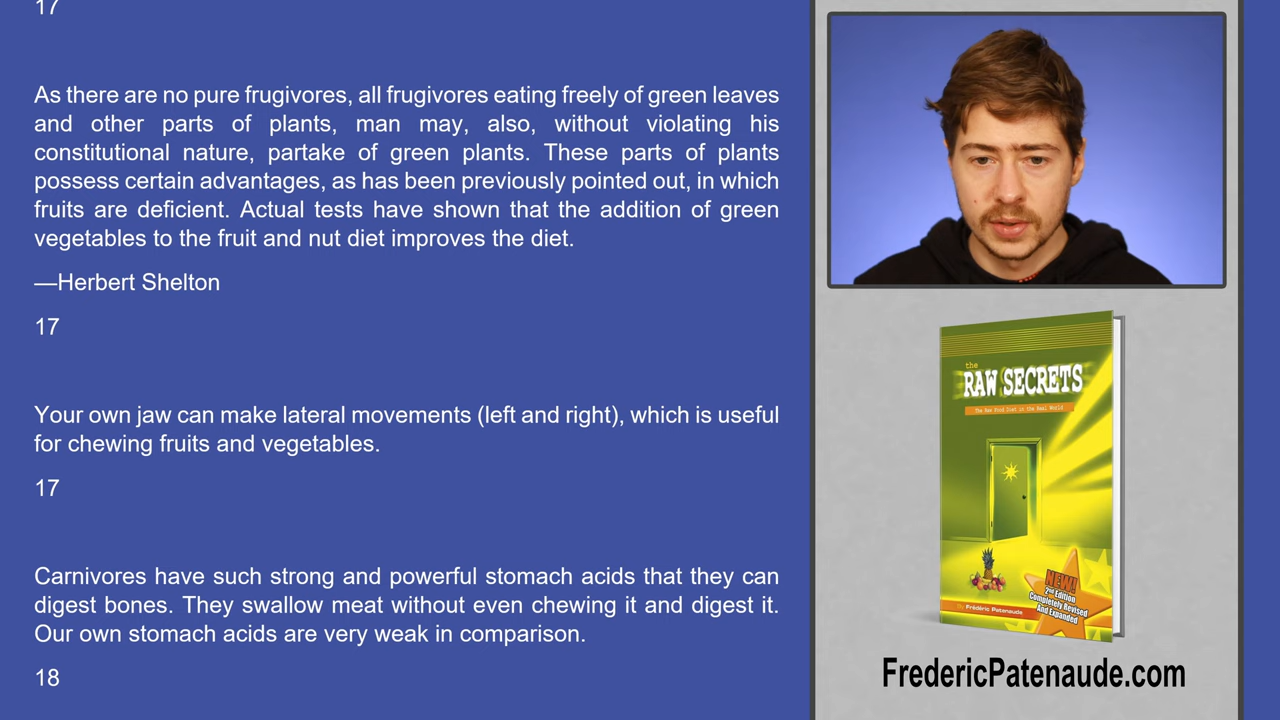 17
As there are no pure frugivores, all frugivores eating freely of green leaves
and other parts of plants, man may, also, without violating his
constitutional nature, partake of green plants. These parts of plants
possess certain advantages, as has been previously pointed out, in which
fruits are deficient. Actual tests have shown that the addition of green
vegetables to the fruit and nut diet improves the diet.
—Herbert Shelton
17
Your own jaw can make lateral movements (left and right), which is useful
for chewing fruits and vegetables.
17
Carnivores have such strong and powerful stomach acids that they can
digest bones. They swallow meat without even chewing it and digest it.
Our own stomach acids are very weak in comparison.
18
the
RAW SECRETS
The Raw Food Diet in the Real World
NEW!
2nd Edition
Completely Revised
And Expanded
By Frédéric Patenaude
FredericPatenaude.com